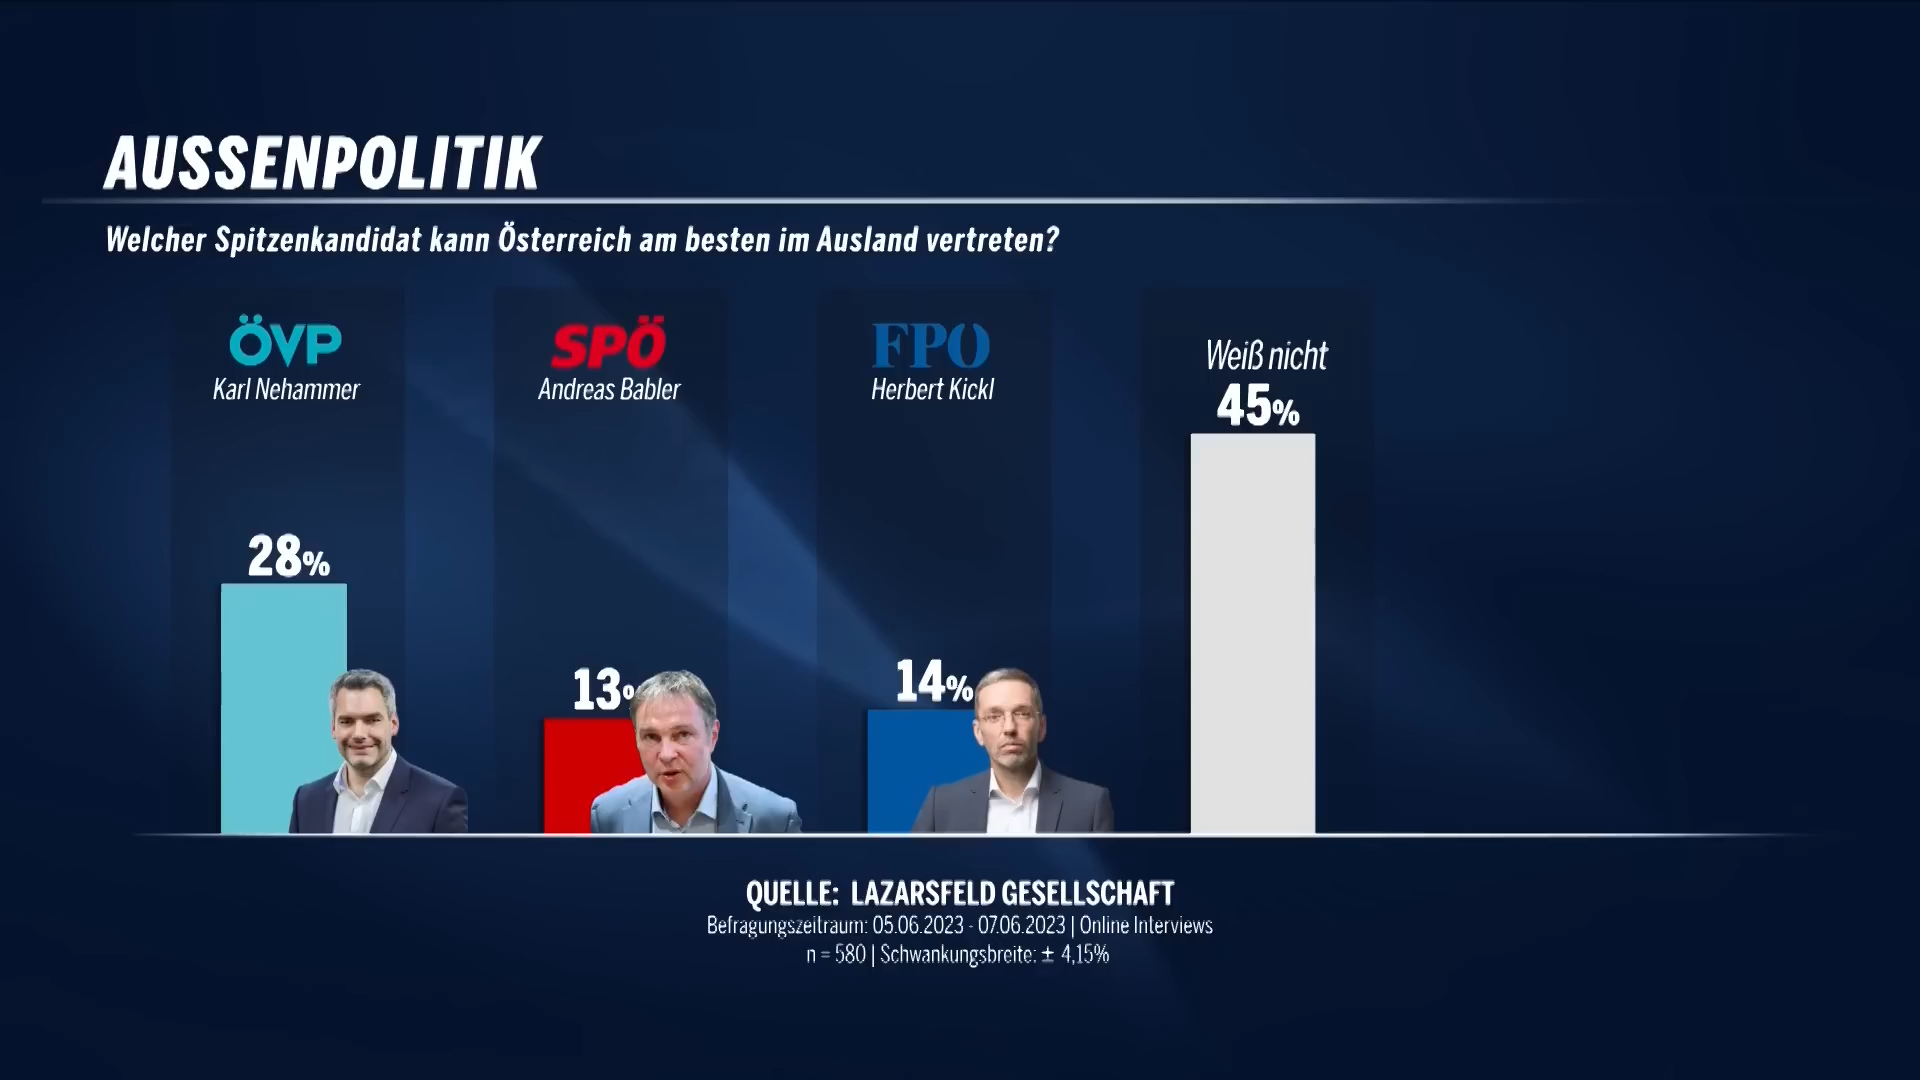 AUSSENPOLITIK
Welcher Spitzenkandidat kann Österreich am besten im Ausland vertreten?
ÖVP
Karl Nehammer
28%
SPÖ
Andreas Babler
13%
FPÖ
Herbert Kickl
14%
Weiß nicht
45%
QUELLE: LAZARSFELD GESELLSCHAFT
Befragungszeitraum: 05.06.2023 - 07.06.2023 | Online Interviews
n = 580 | Schwankungsbreite: ± 4,15%